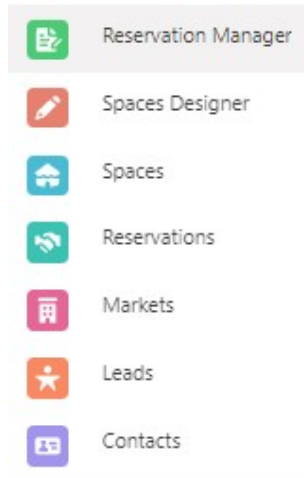 Reservation Manager
Spaces Designer
Spaces
Reservations
Markets
Leads
Contacts